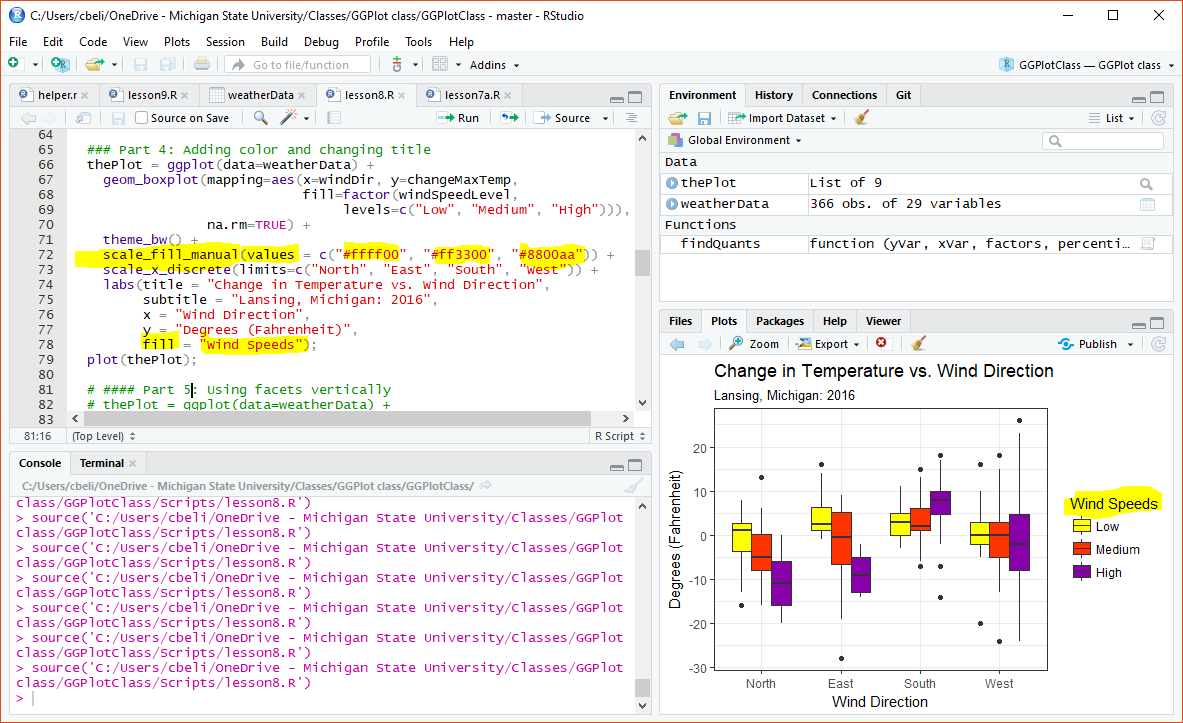 C:/Users/cbeli/OneDrive - Michigan State University/Classes/GGPlot class/GGPlotClass - master - RStudio
File Edit Code View Plots Session Build Debug Profile Tools Help
Go to file/function Addins GGPlotClass — GGPlot class
helper.r lesson9.R weatherData lesson8.R lesson7a.R
Source on Save Run Source
64
65 ### Part 4: Adding color and changing title
66 thePlot = ggplot(data=weatherData) +
67 geom_boxplot(mapping=aes(x=windDir, y=changeMaxTemp,
68 fill=factor(windSpeedLevel,
69 levels=c("Low", "Medium", "High"))),
70 na.rm=TRUE) +
71 theme_bw() +
72 scale_fill_manual(values = c("#ffff00", "#ff3300", "#8800aa")) +
73 scale_x_discrete(limits=c("North", "East", "South", "West")) +
74 labs(title = "Change in Temperature vs. Wind Direction",
75 subtitle = "Lansing, Michigan: 2016",
76 x = "Wind Direction",
77 y = "Degrees (Fahrenheit)",
78 fill = "Wind Speeds");
79 plot(thePlot);
80
81 # #### Part 5: Using facets vertically
82 # thePlot = ggplot(data=weatherData) +
83
81:16 (Top Level) R Script
Console Terminal
C:/Users/cbeli/OneDrive - Michigan State University/Classes/GGPlot class/GGPlotClass/
class/GGPlotClass/Scripts/lesson8.R')
> source('C:/Users/cbeli/OneDrive - Michigan State University/Classes/GGPlot
class/GGPlotClass/Scripts/lesson8.R')
> source('C:/Users/cbeli/OneDrive - Michigan State University/Classes/GGPlot
class/GGPlotClass/Scripts/lesson8.R')
> source('C:/Users/cbeli/OneDrive - Michigan State University/Classes/GGPlot
class/GGPlotClass/Scripts/lesson8.R')
> source('C:/Users/cbeli/OneDrive - Michigan State University/Classes/GGPlot
class/GGPlotClass/Scripts/lesson8.R')
> source('C:/Users/cbeli/OneDrive - Michigan State University/Classes/GGPlot
class/GGPlotClass/Scripts/lesson8.R')
> source('C:/Users/cbeli/OneDrive - Michigan State University/Classes/GGPlot
class/GGPlotClass/Scripts/lesson8.R')
>
Environment History Connections Git
Import Dataset List
Global Environment
Data
thePlot List of 9
weatherData 366 obs. of 29 variables
Functions
findQuants function (yVar, xVar, factors, percenti…
Files Plots Packages Help Viewer
Zoom Export Publish
Change in Temperature vs. Wind Direction
Lansing, Michigan: 2016
Degrees (Fahrenheit)
20
10
0
-10
-20
-30
North East South West
Wind Direction
Wind Speeds
Low
Medium
High